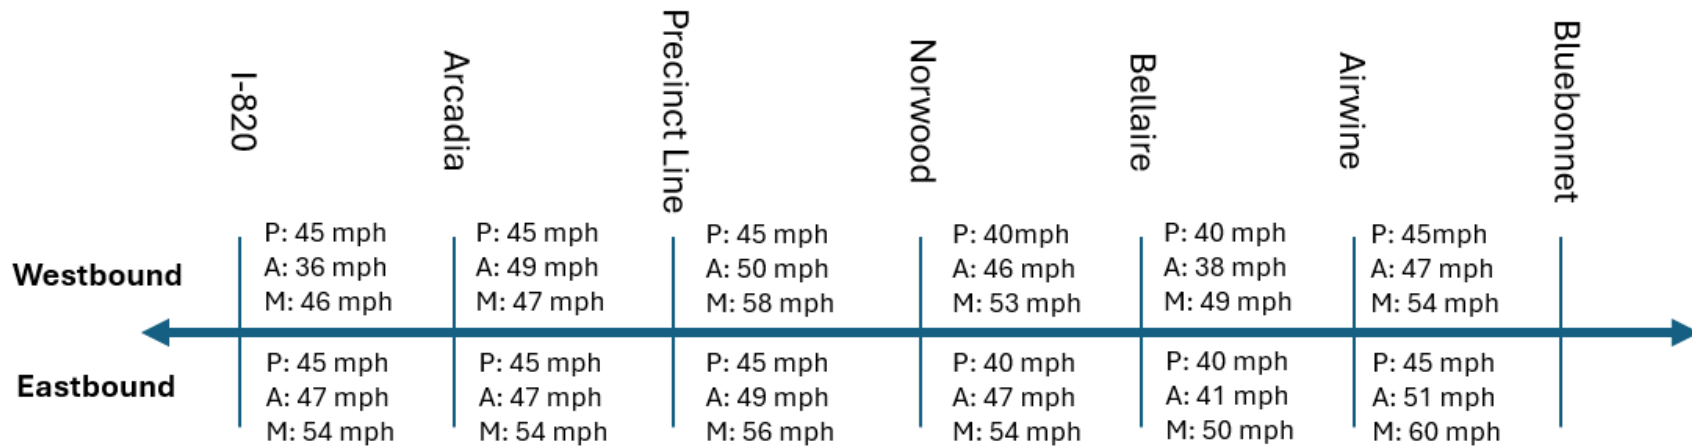 I-820
Arcadia
Precinct Line
Norwood
Bellaire
Airwine
Bluebonnet
Westbound
P: 45 mph
A: 36 mph
M: 46 mph
P: 45 mph
A: 49 mph
M: 47 mph
P: 45 mph
A: 50 mph
M: 58 mph
P: 40mph
A: 46 mph
M: 53 mph
P: 40 mph
A: 38 mph
M: 49 mph
P: 45mph
A: 47 mph
M: 54 mph
Eastbound
P: 45 mph
A: 47 mph
M: 54 mph
P: 45 mph
A: 47 mph
M: 54 mph
P: 45 mph
A: 49 mph
M: 56 mph
P: 40 mph
A: 47 mph
M: 54 mph
P: 40 mph
A: 41 mph
M: 50 mph
P: 45 mph
A: 51 mph
M: 60 mph